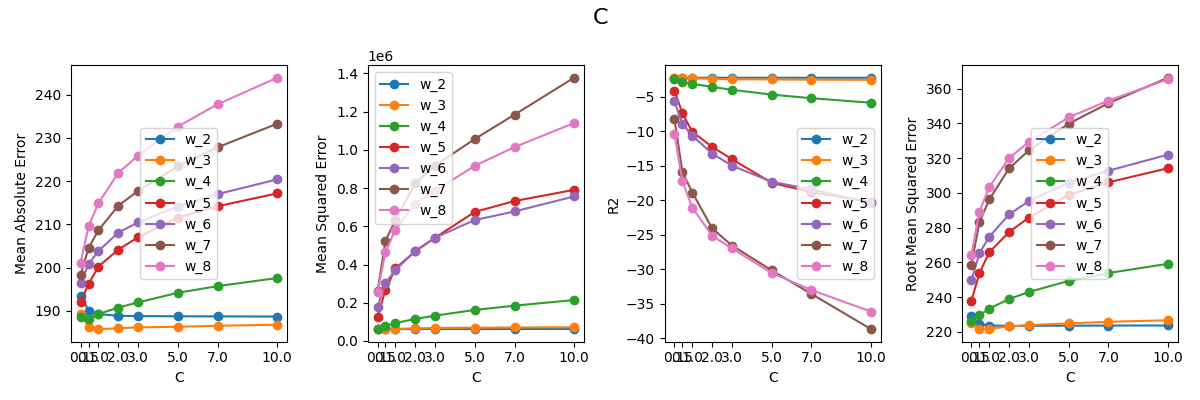 C
Mean Absolute Error
240
230
220
210
200
190
2.0
3.0
5.0
7.0
10.0
C
w_2
w_3
w_4
w_5
w_6
w_7
w_8
Mean Squared Error
1e6
1.4
1.2
1.0
0.8
0.6
0.4
0.2
0.0
2.0
3.0
5.0
7.0
10.0
C
w_2
w_3
w_4
w_5
w_6
w_7
w_8
R2
−5
−10
−15
−20
−25
−30
−35
−40
2.0
3.0
5.0
7.0
10.0
C
w_2
w_3
w_4
w_5
w_6
w_7
w_8
Root Mean Squared Error
360
340
320
300
280
260
240
220
2.0
3.0
5.0
7.0
10.0
C
w_2
w_3
w_4
w_5
w_6
w_7
w_8